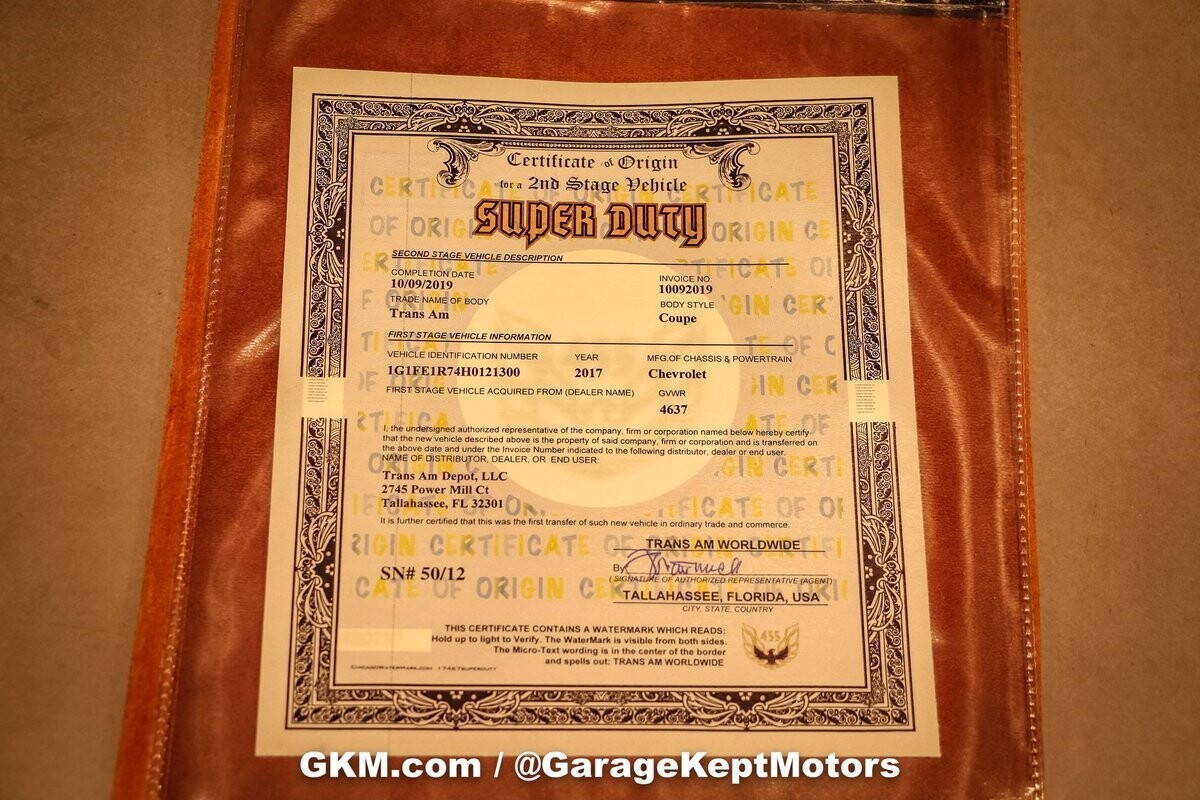 Certificate of Origin
for a 2nd Stage Vehicle
SUPER DUTY
SECOND STAGE VEHICLE DESCRIPTION
COMPLETION DATE
10/09/2019
INVOICE NO.
10092019
TRADE NAME OF BODY
Trans Am
BODY STYLE
Coupe
FIRST STAGE VEHICLE INFORMATION
VEHICLE IDENTIFICATION NUMBER YEAR MFG.OF CHASSIS & POWERTRAIN
1G1FE1R74H0121300 2017 Chevrolet
FIRST STAGE VEHICLE ACQUIRED FROM (DEALER NAME) GVWR
4637
I, the undersigned authorized representative of the company, firm or corporation named below hereby certify
that the new vehicle described above is the property of said company, firm or corporation and is transferred on
the above date and under the Invoice Number indicated to the following distributor, dealer or end user.
NAME OF DISTRIBUTOR, DEALER, OR END USER:
Trans Am Depot, LLC
2745 Power Mill Ct
Tallahassee, FL 32301
It is further certified that this was the first transfer of such new vehicle in ordinary trade and commerce.
TRANS AM WORLDWIDE
By
(SIGNATURE OF AUTHORIZED REPRESENTATIVE (AGENT)
SN# 50/12
TALLAHASSEE, FLORIDA, USA
CITY, STATE, COUNTRY
THIS CERTIFICATE CONTAINS A WATERMARK WHICH READS:
Hold up to light to Verify. The WaterMark is visible from both sides.
The Micro-Text wording is in the center of the border
and spells out: TRANS AM WORLDWIDE
455
ChicagoWatermark.com 17467superduty
GKM.com / @GarageKeptMotors